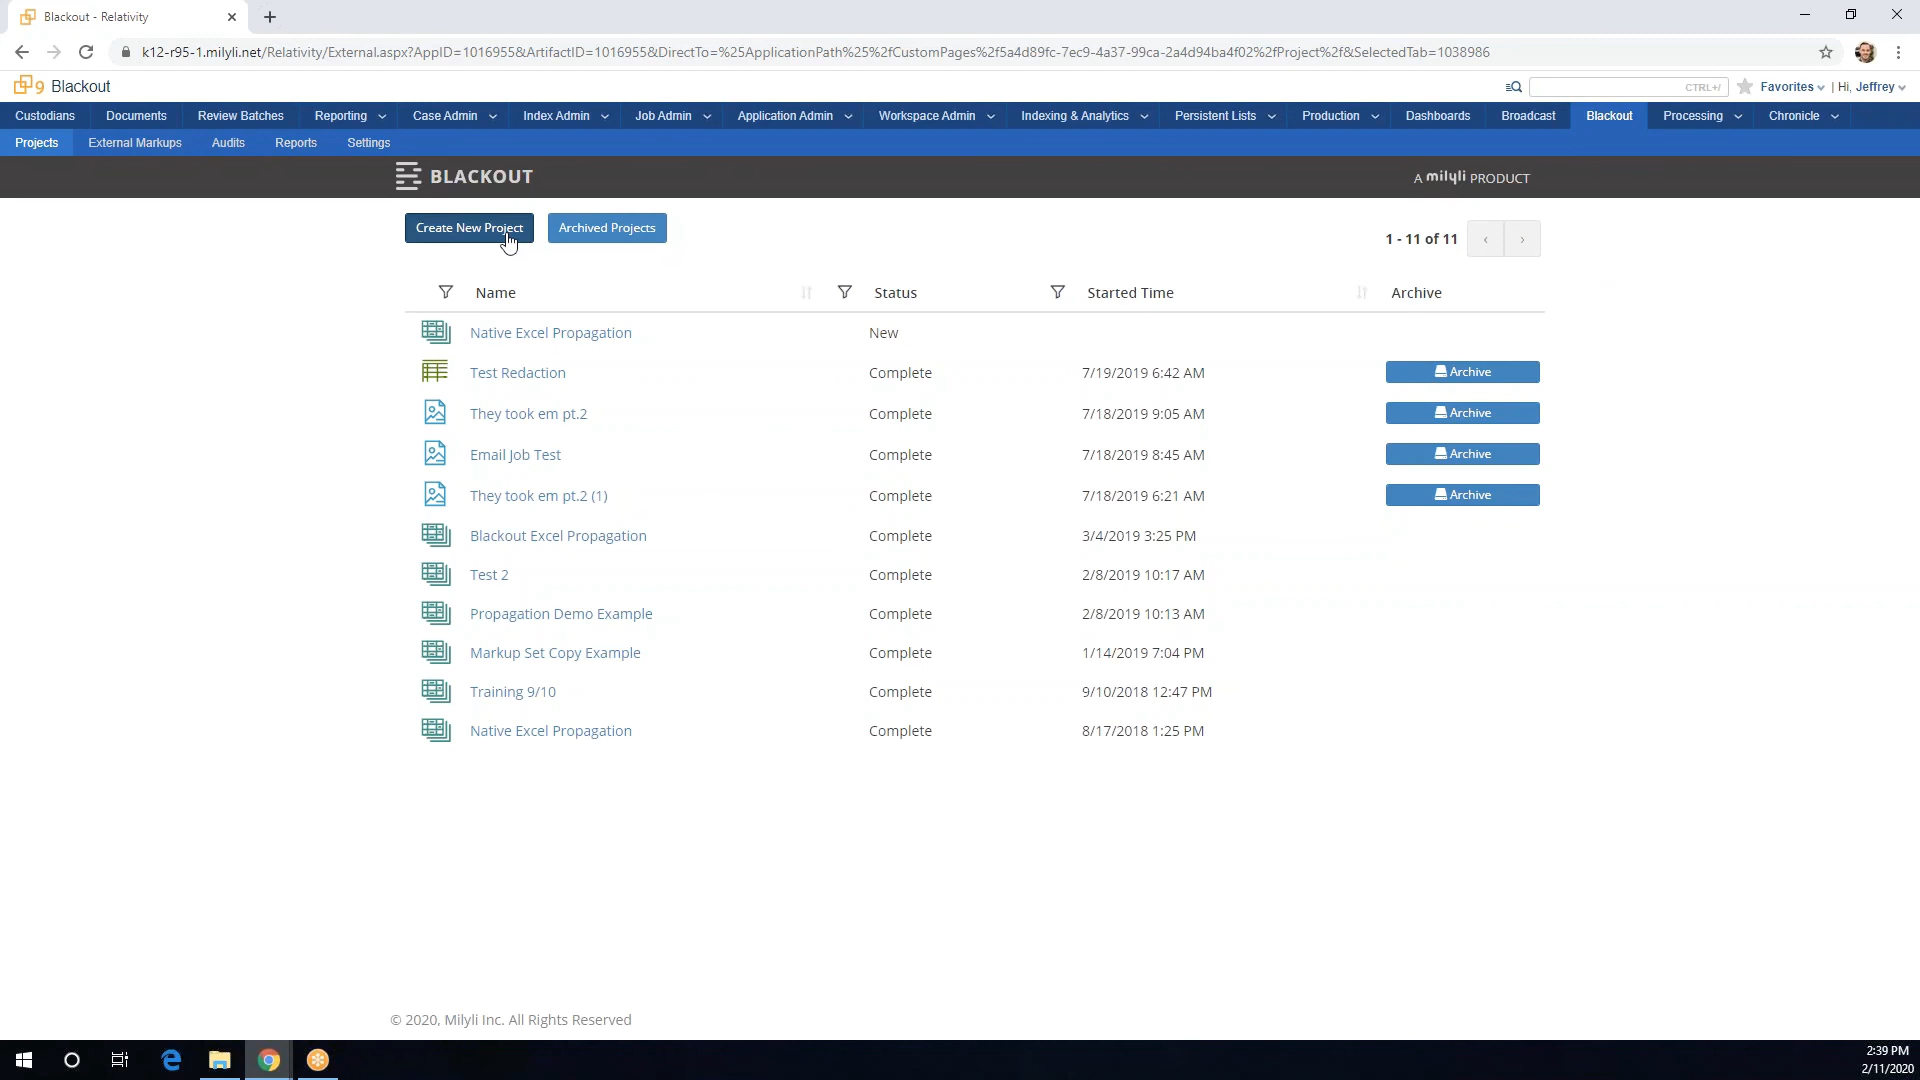 Blackout - Relativity
k12-r95-1.milyli.net/Relativity/External.aspx?AppID=1016955&ArtifactID=1016955&DirectTo=%25ApplicationPath%25%2fCustomPages%2f5a4d89fc-7ec9-4a37-99ca-2a4d94ba4f02%2fProject%2f&SelectedTab=1038986
9 Blackout
CTRL+/ Favorites | Hi, Jeffrey
Custodians Documents Review Batches Reporting Case Admin Index Admin Job Admin Application Admin Workspace Admin Indexing & Analytics Persistent Lists Production Dashboards Broadcast Blackout Processing Chronicle
Projects External Markups Audits Reports Settings
BLACKOUT A milyli PRODUCT
Create New Project Archived Projects 1 - 11 of 11 ‹ ›
Name Status Started Time Archive
Native Excel Propagation New
Test Redaction Complete 7/19/2019 6:42 AM Archive
They took em pt.2 Complete 7/18/2019 9:05 AM Archive
Email Job Test Complete 7/18/2019 8:45 AM Archive
They took em pt.2 (1) Complete 7/18/2019 6:21 AM Archive
Blackout Excel Propagation Complete 3/4/2019 3:25 PM
Test 2 Complete 2/8/2019 10:17 AM
Propagation Demo Example Complete 2/8/2019 10:13 AM
Markup Set Copy Example Complete 1/14/2019 7:04 PM
Training 9/10 Complete 9/10/2018 12:47 PM
Native Excel Propagation Complete 8/17/2018 1:25 PM
© 2020, Milyli Inc. All Rights Reserved
2:39 PM
2/11/2020